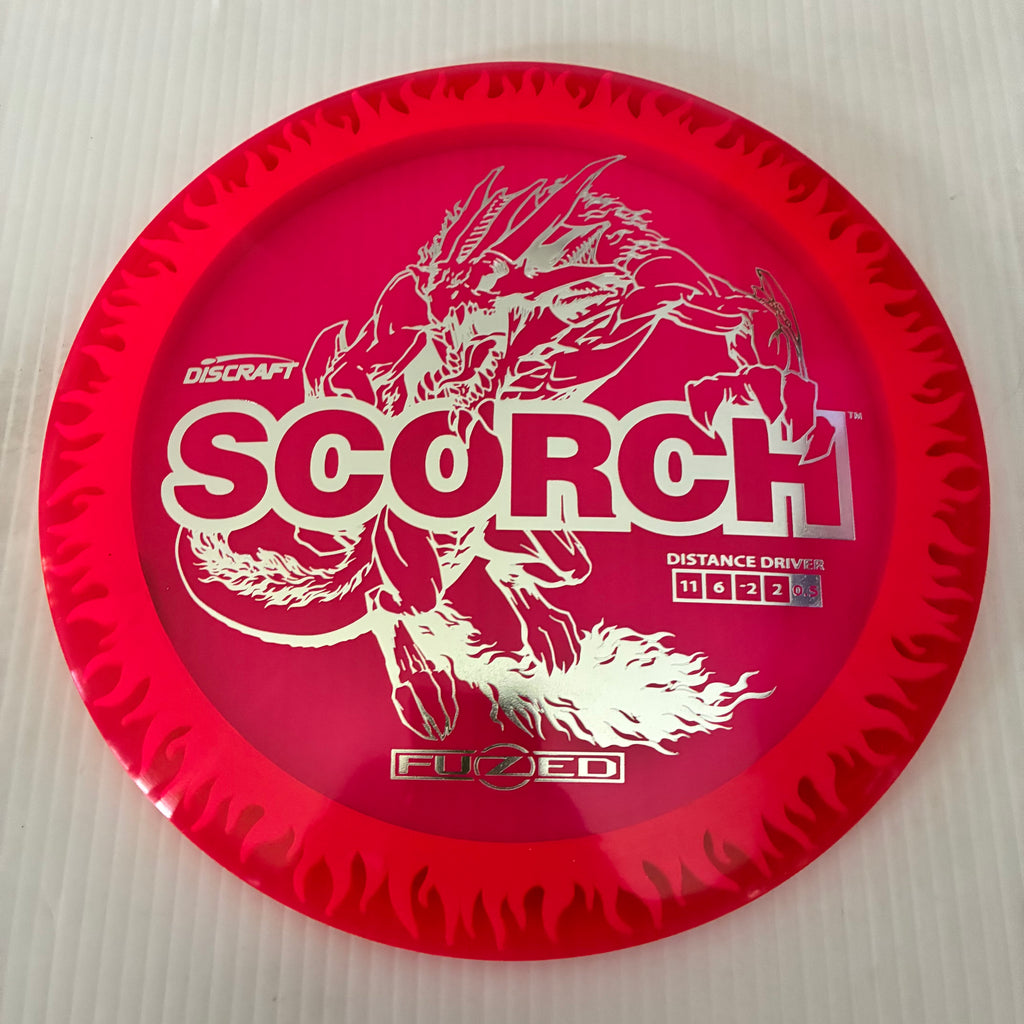 DISCRAFT
SCORCH™
DISTANCE DRIVER
11 6 -2 2 0.5
FUZED